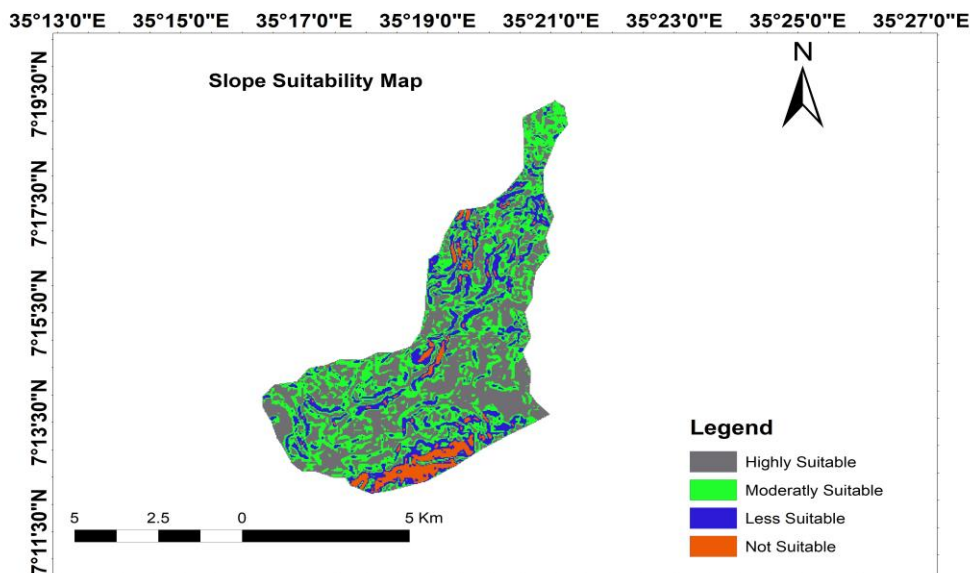 35°13'0"E 35°15'0"E 35°17'0"E 35°19'0"E 35°21'0"E 35°23'0"E 35°25'0"E 35°27'0"E
N
Slope Suitability Map
7°19'30"N
7°17'30"N
7°15'30"N
7°13'30"N
7°11'30"N
Legend
Highly Suitable
Moderatly Suitable
Less Suitable
Not Suitable
5 2.5 0 5 Km